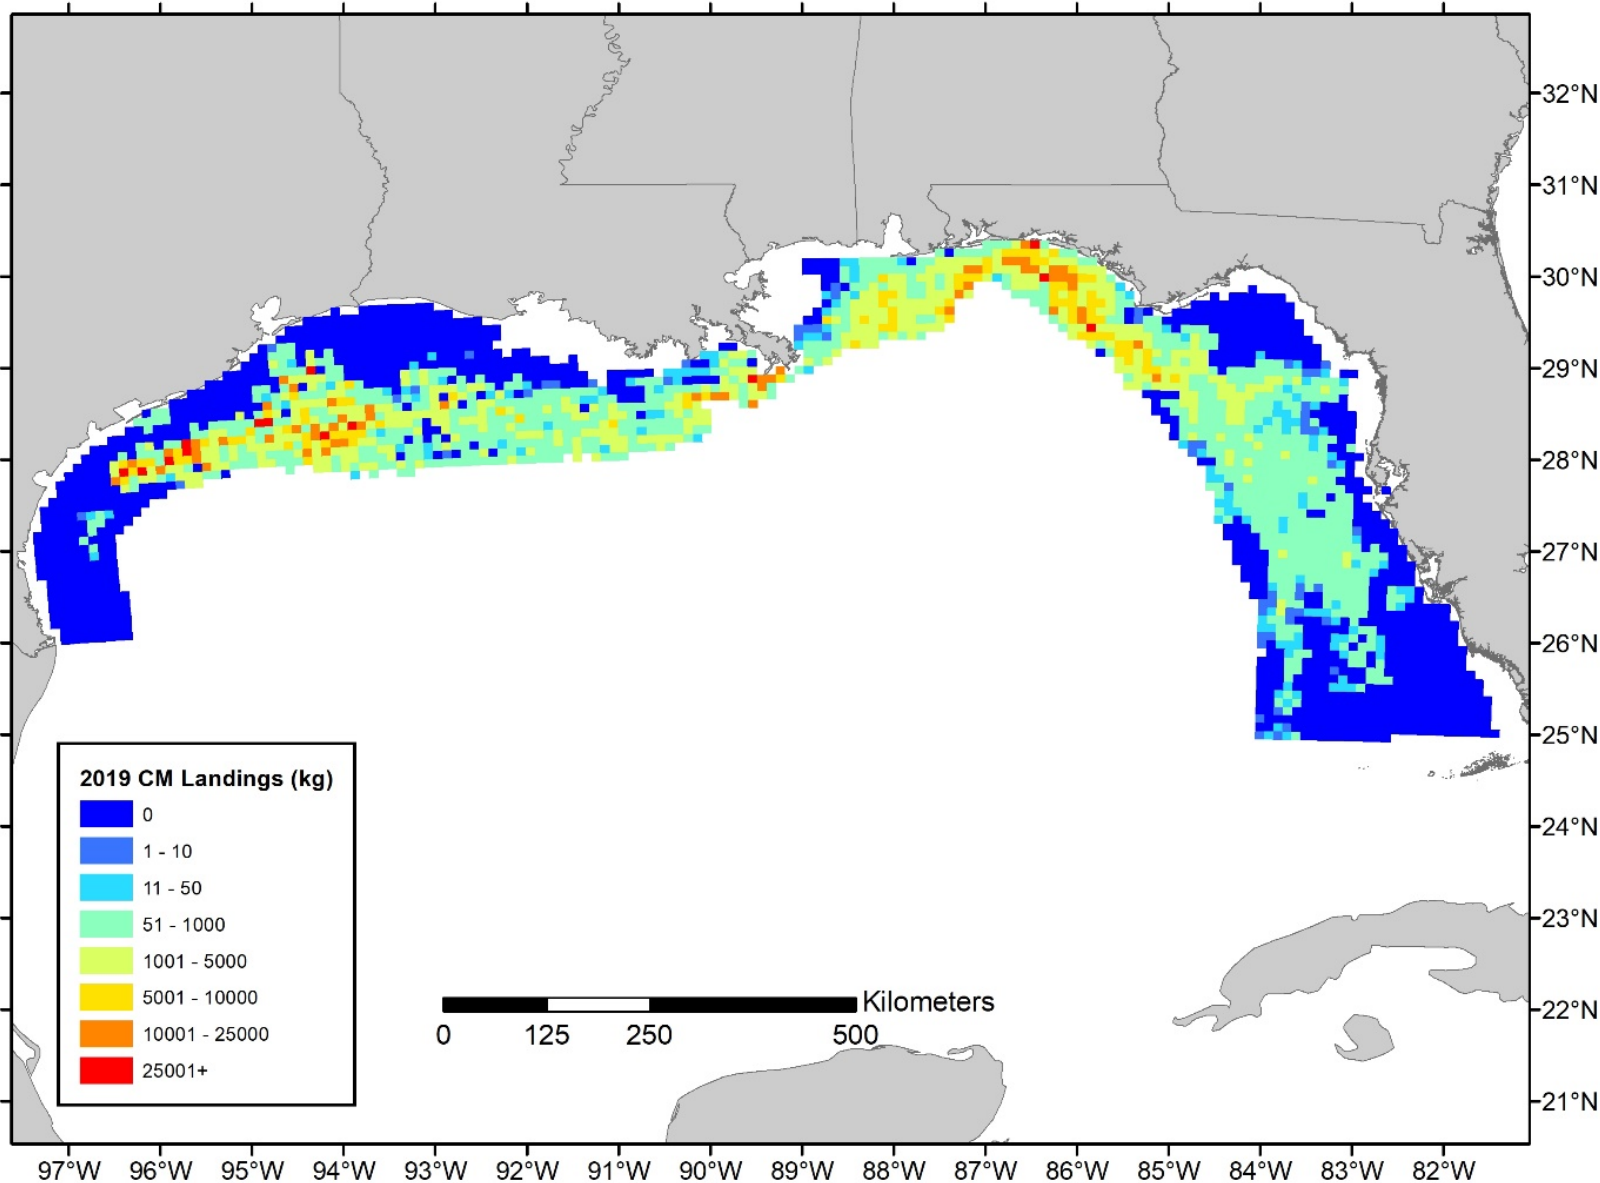 32°N
31°N
30°N
29°N
28°N
27°N
26°N
25°N
24°N
23°N
22°N
21°N
2019 CM Landings (kg)
0
1 - 10
11 - 50
51 - 1000
1001 - 5000
5001 - 10000
10001 - 25000
25001+
Kilometers
0 125 250 500
97°W 96°W 95°W 94°W 93°W 92°W 91°W 90°W 89°W 88°W 87°W 86°W 85°W 84°W 83°W 82°W